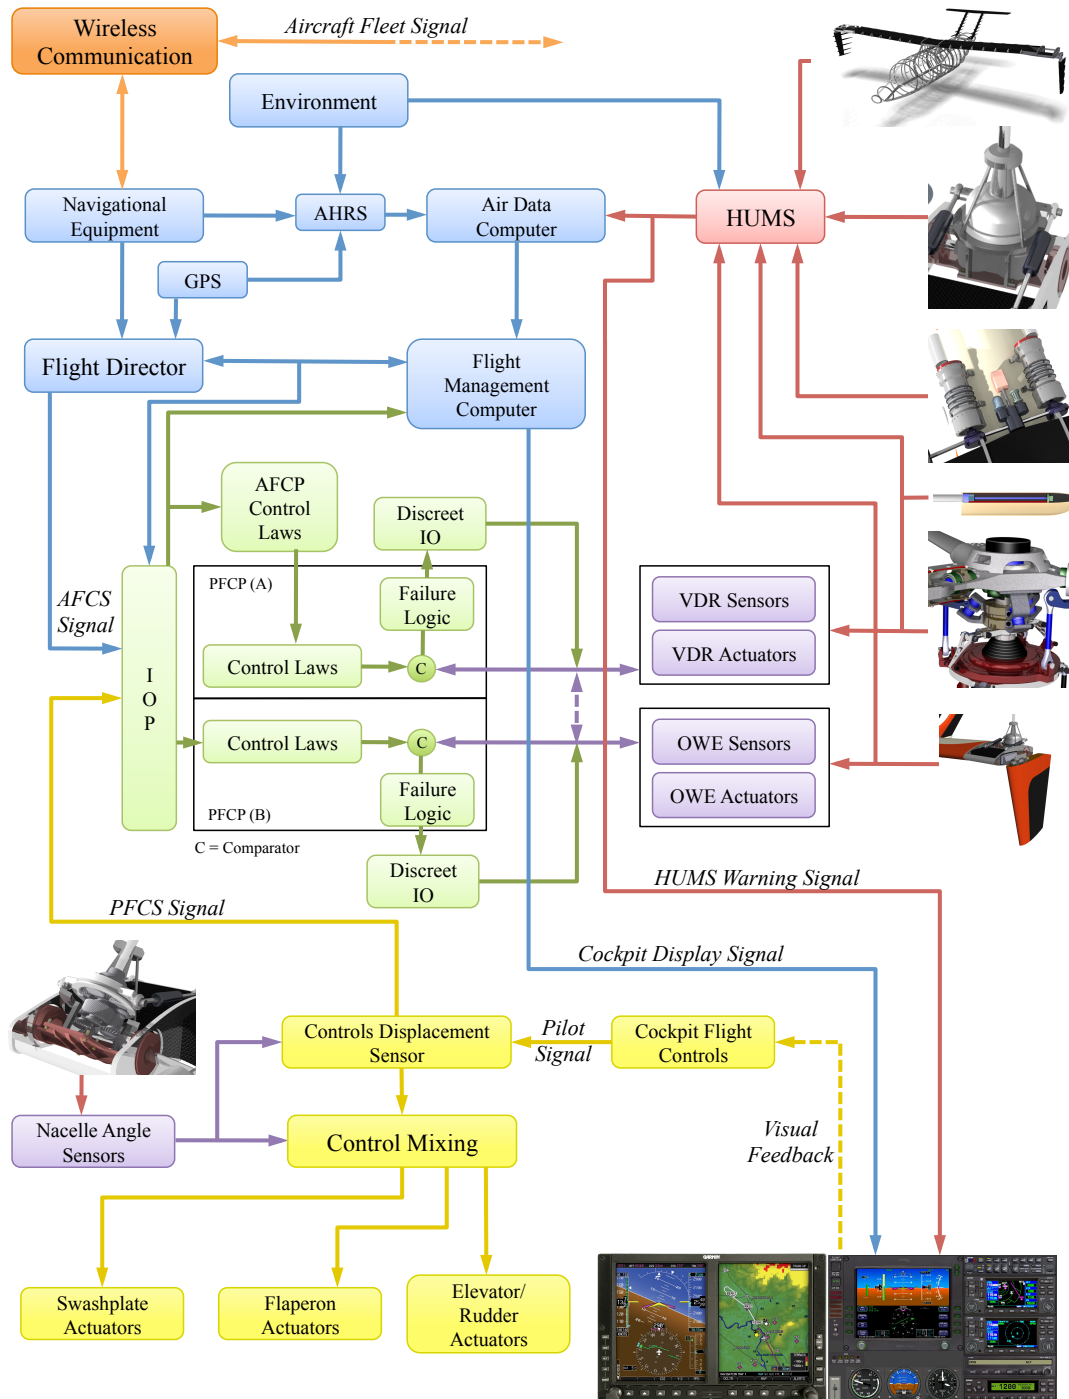 Wireless
Communication
Aircraft Fleet Signal
Environment
Navigational
Equipment
AHRS
Air Data
Computer
HUMS
GPS
Flight Director
Flight
Management
Computer
AFCP
Control
Laws
Discreet
IO
PFCP (A)
Failure
Logic
VDR Sensors
AFCS
Signal
Control Laws
C
VDR Actuators
I
O
P
Control Laws
C
OWE Sensors
Failure
Logic
OWE Actuators
PFCP (B)
C = Comparator
Discreet
IO
HUMS Warning Signal
PFCS Signal
Cockpit Display Signal
Controls Displacement
Sensor
Pilot
Signal
Cockpit Flight
Controls
Nacelle Angle
Sensors
Control Mixing
Visual
Feedback
GARMIN
Swashplate
Actuators
Flaperon
Actuators
Elevator/
Rudder
Actuators